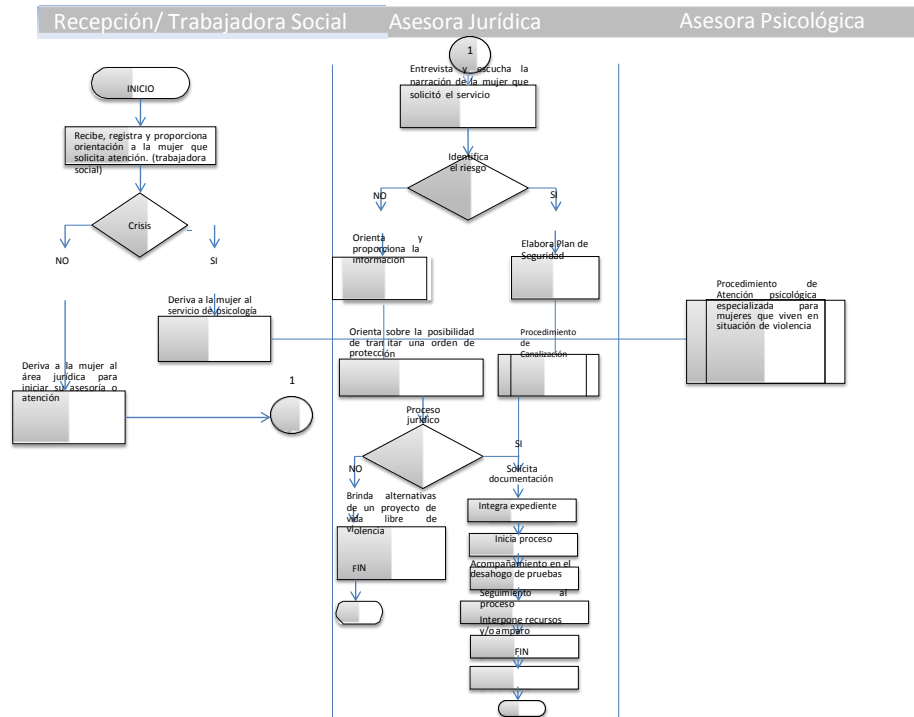 Recepción/ Trabajadora Social
Asesora Jurídica
Asesora Psicológica
INICIO
Recibe, registra y proporciona
orientación a la mujer que
solicita atención. (trabajadora
social)
Crisis
NO
SI
Deriva a la mujer al
servicio de psicología
Deriva a la mujer al
área jurídica para
iniciar su asesoría o
atención
1
1
Entrevista y escucha la
narración de la mujer que
solicitó el servicio
Identifica
el riesgo
NO
SI
Orienta y
proporciona la
información
Elabora Plan de
Seguridad
Orienta sobre la posibilidad
de tramitar una orden de
protección
Procedimiento
de
Canalización
Proceso
jurídico
NO
SI
Brinda alternativas
de un proyecto de
vida libre de
violencia
FIN
Solicita
documentación
Integra expediente
Inicia proceso
Acompañamiento en el
desahogo de pruebas
Seguimiento al
proceso
Interpone recursos
y/o amparo
FIN
Procedimiento de
Atención psicológica
especializada para
mujeres que viven en
situación de violencia